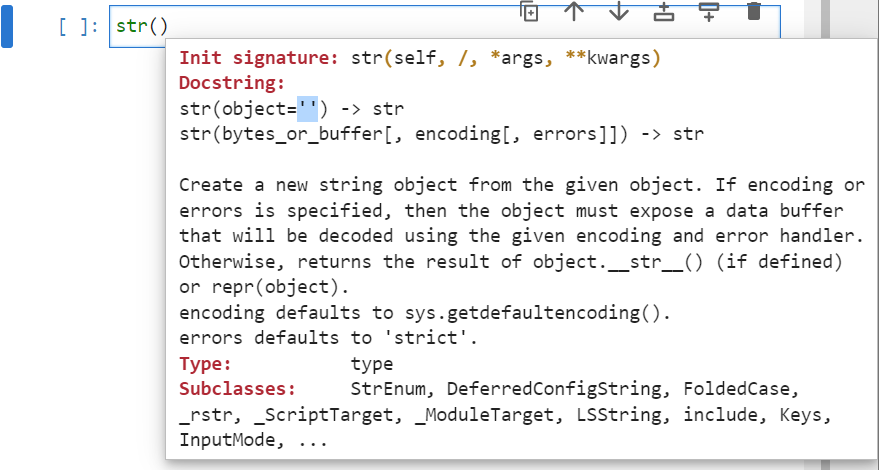 [ ]: str()
Init signature: str(self, /, *args, **kwargs)
Docstring:
str(object='') -> str
str(bytes_or_buffer[, encoding[, errors]]) -> str

Create a new string object from the given object. If encoding or
errors is specified, then the object must expose a data buffer
that will be decoded using the given encoding and error handler.
Otherwise, returns the result of object.__str__() (if defined)
or repr(object).
encoding defaults to sys.getdefaultencoding().
errors defaults to 'strict'.
Type:           type
Subclasses:     StrEnum, DeferredConfigString, FoldedCase,
_rstr, _ScriptTarget, _ModuleTarget, LSString, include, Keys,
InputMode, ...